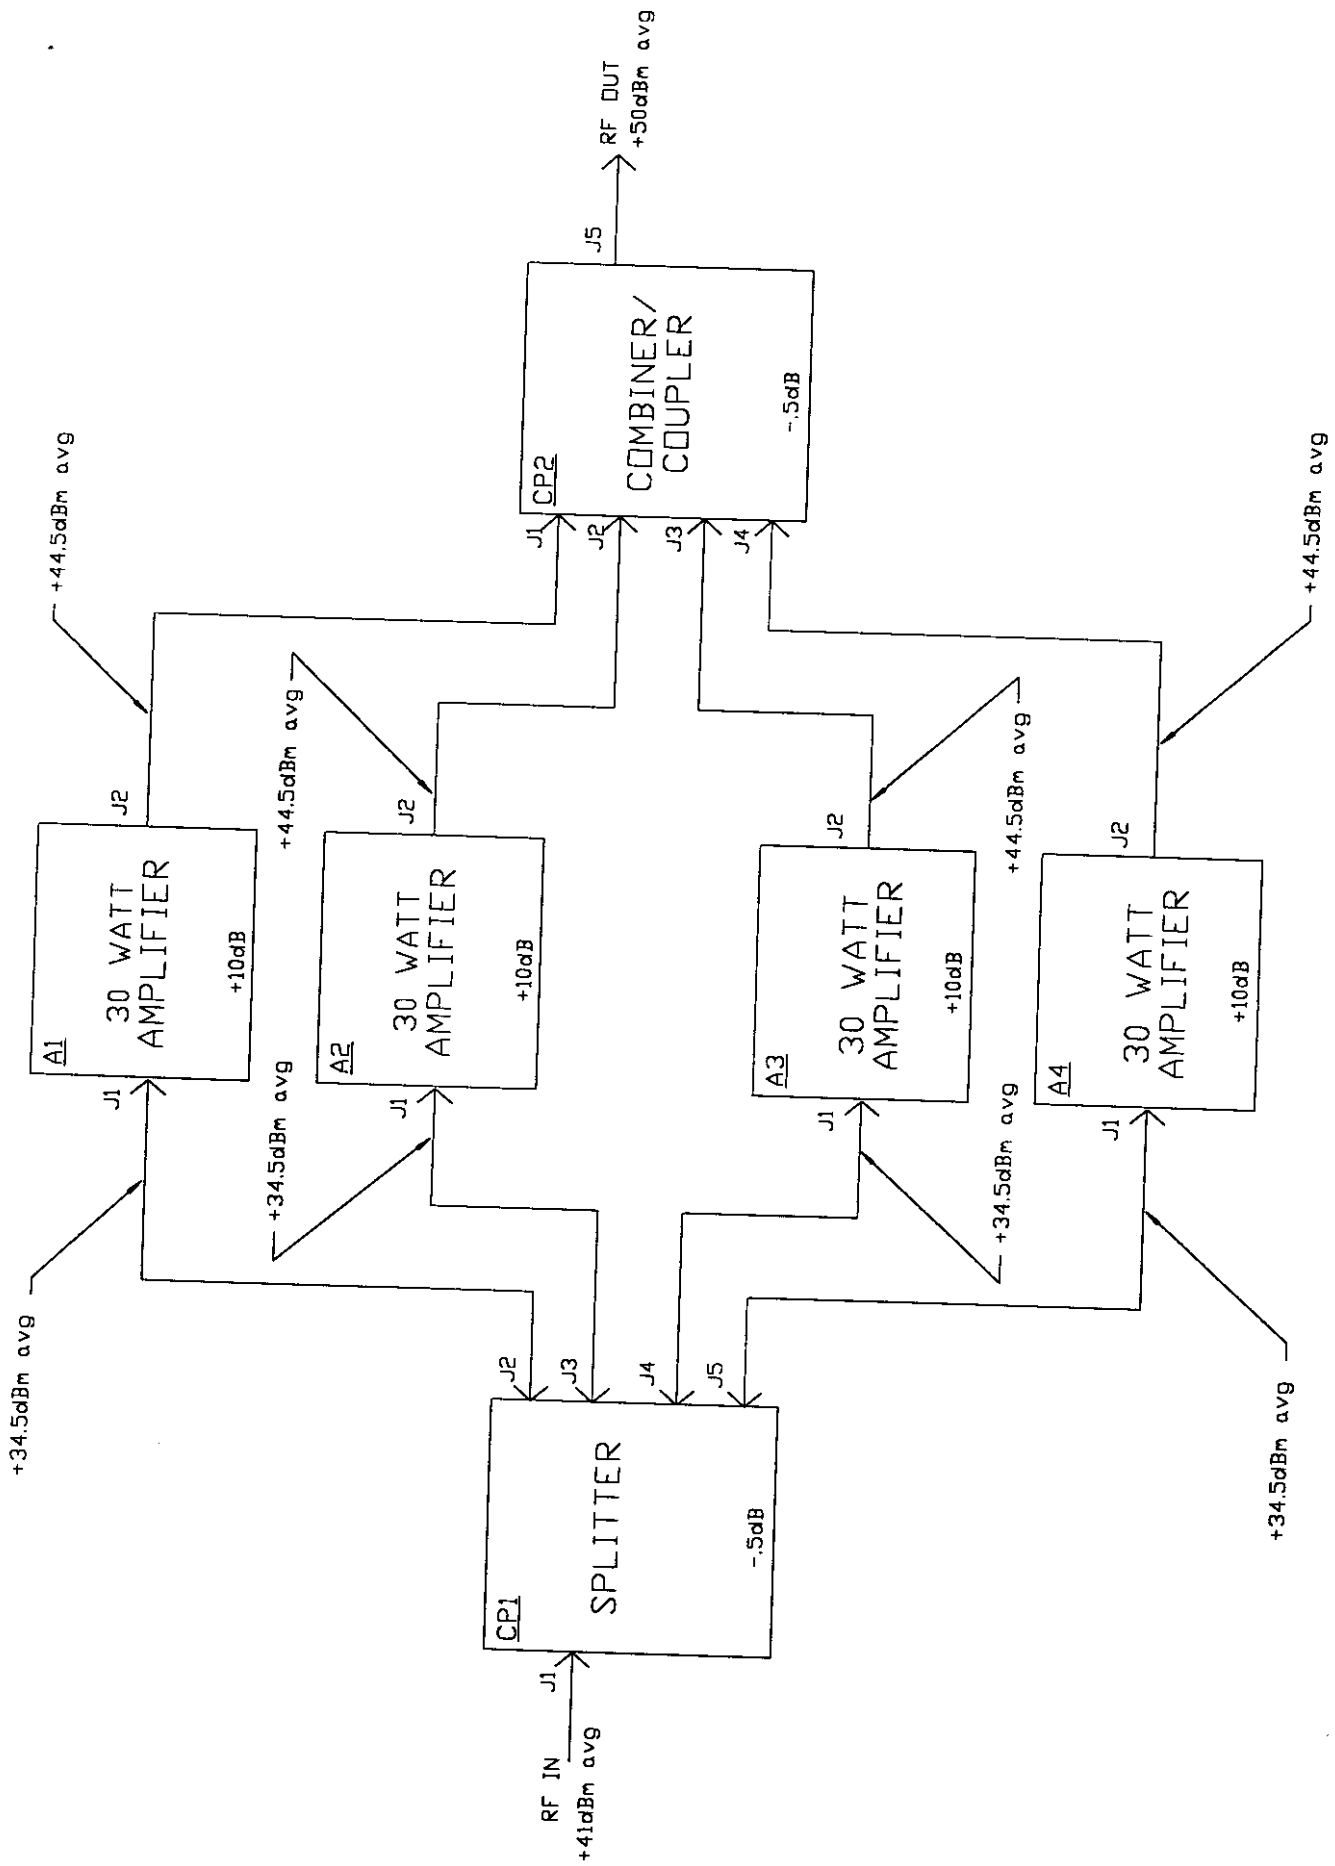 RF IN
+41dBm avg
J1
CP1
SPLITTER
-.5dB
J2
J3
J4
J5
+34.5dBm avg
+34.5dBm avg
+34.5dBm avg
+34.5dBm avg
J1
A1
30 WATT
AMPLIFIER
+10dB
J2
J1
A2
30 WATT
AMPLIFIER
+10dB
J2
J1
A3
30 WATT
AMPLIFIER
+10dB
J2
J1
A4
30 WATT
AMPLIFIER
+10dB
J2
+44.5dBm avg
+44.5dBm avg
+44.5dBm avg
+44.5dBm avg
J1
J2
J3
J4
CP2
COMBINER/
COUPLER
-.5dB
J5
RF OUT
+50dBm avg